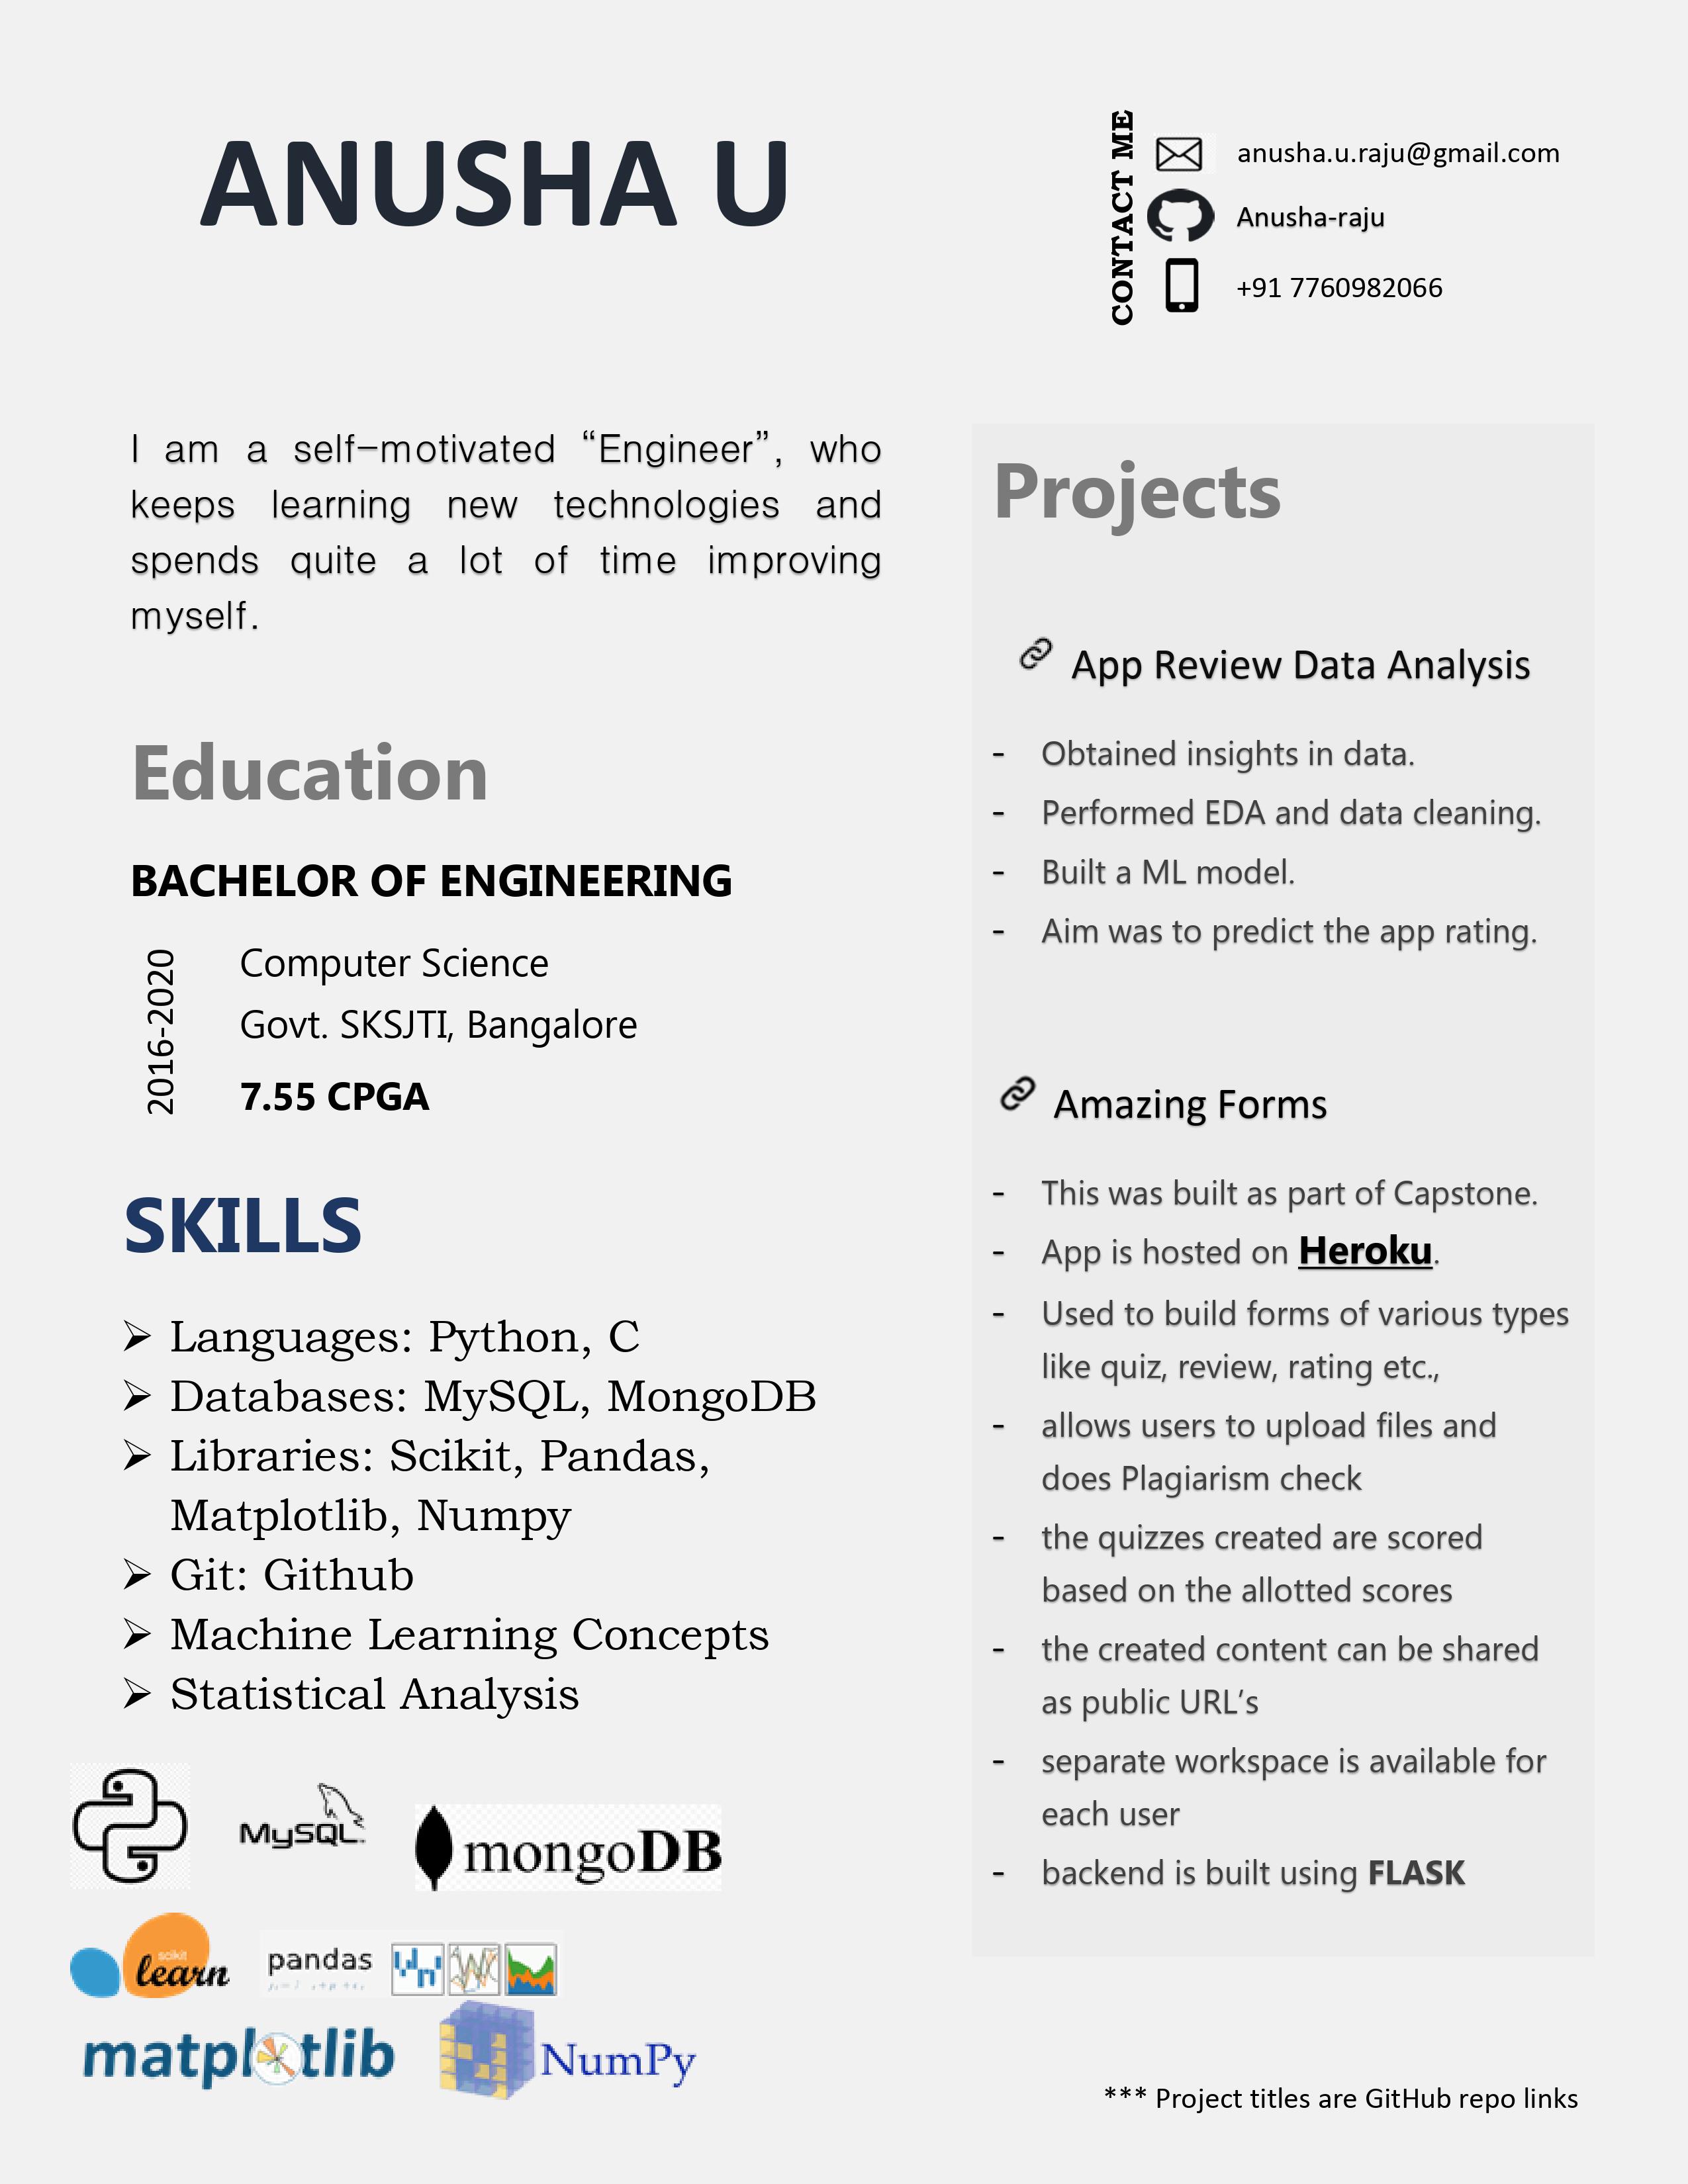 ANUSHA U
CONTACT ME
anusha.u.raju@gmail.com
Anusha-raju
+91 7760982066
I am a self-motivated “Engineer”, who
keeps learning new technologies and
spends quite a lot of time improving
myself.
Education
BACHELOR OF ENGINEERING
2016-2020
Computer Science
Govt. SKSJTI, Bangalore
7.55 CPGA
SKILLS
➢ Languages: Python, C
➢ Databases: MySQL, MongoDB
➢ Libraries: Scikit, Pandas,
Matplotlib, Numpy
➢ Git: Github
➢ Machine Learning Concepts
➢ Statistical Analysis
MySQL
mongoDB
scikit
learn
pandas
matplotlib
NumPy
Projects
App Review Data Analysis
- Obtained insights in data.
- Performed EDA and data cleaning.
- Built a ML model.
- Aim was to predict the app rating.
Amazing Forms
- This was built as part of Capstone.
- App is hosted on Heroku.
- Used to build forms of various types
like quiz, review, rating etc.,
- allows users to upload files and
does Plagiarism check
- the quizzes created are scored
based on the allotted scores
- the created content can be shared
as public URL’s
- separate workspace is available for
each user
- backend is built using FLASK
*** Project titles are GitHub repo links